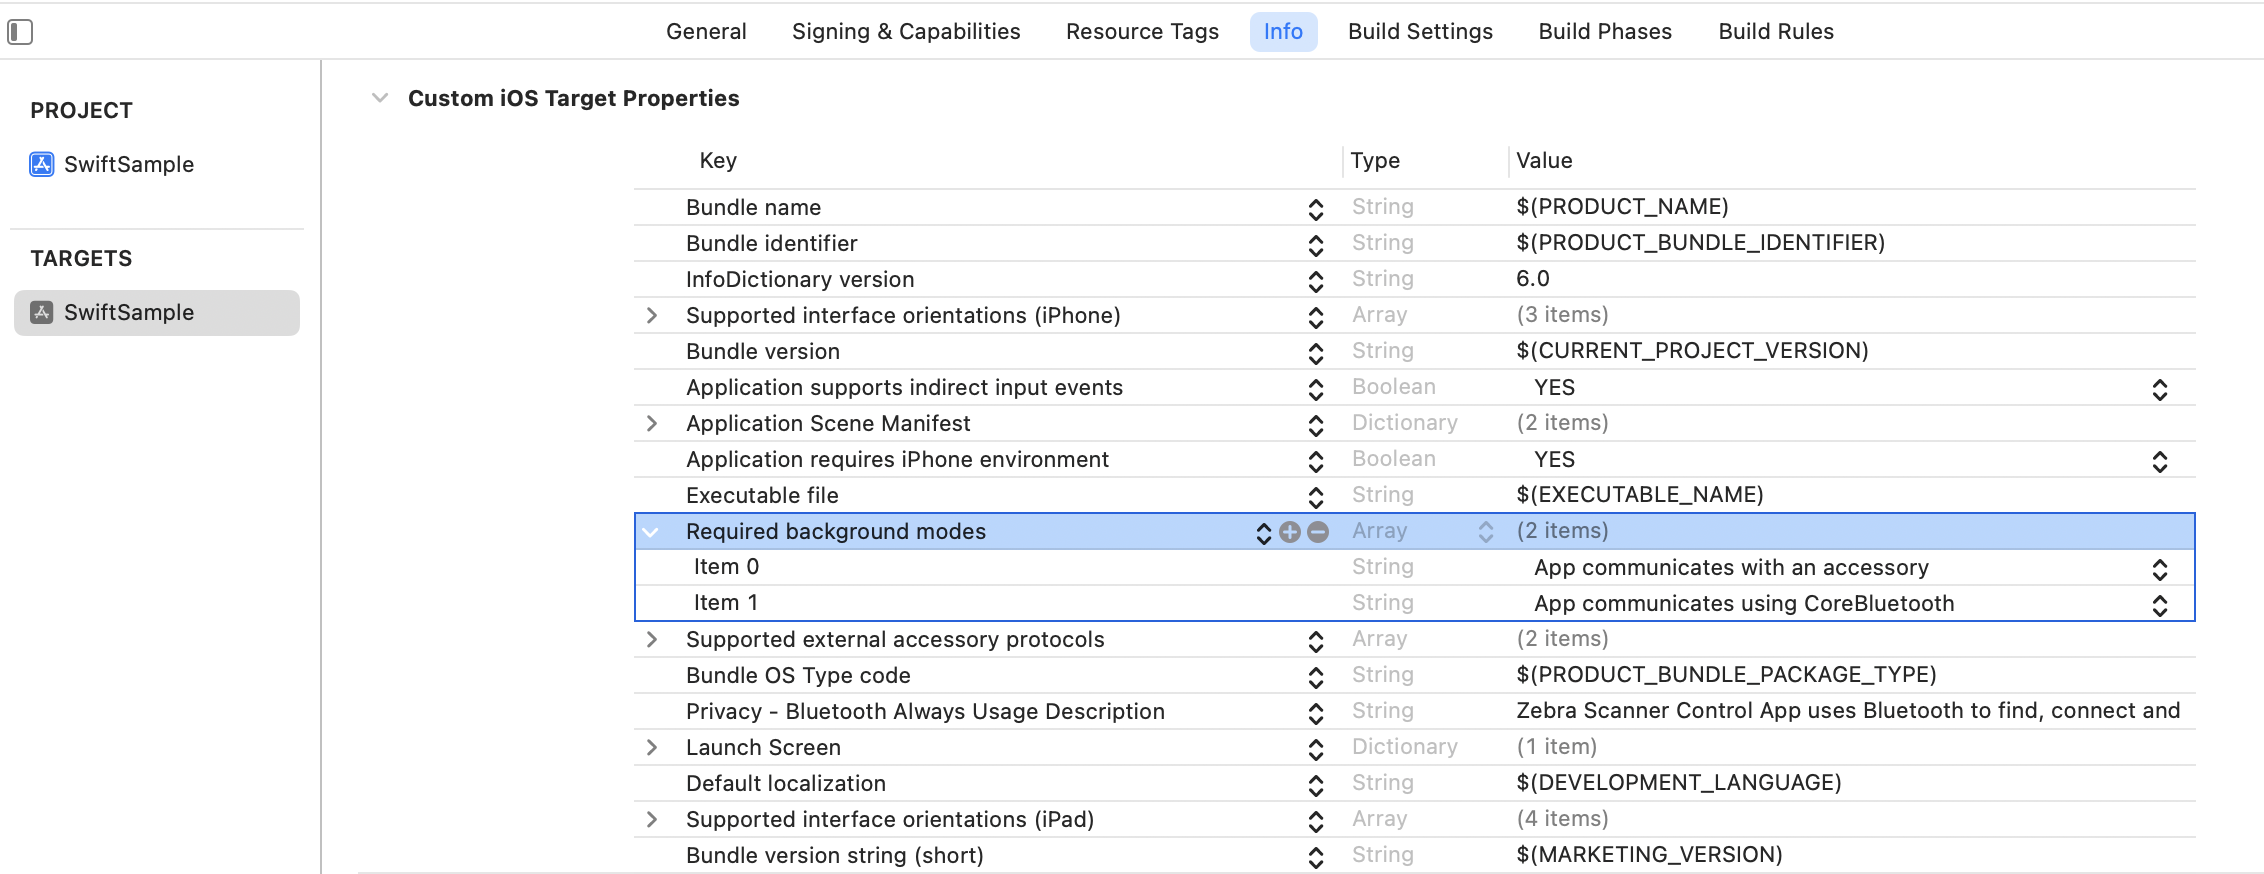 General Signing & Capabilities Resource Tags Info Build Settings Build Phases Build Rules
PROJECT
SwiftSample
TARGETS
SwiftSample
Custom iOS Target Properties
Key Type Value
Bundle name String $(PRODUCT_NAME)
Bundle identifier String $(PRODUCT_BUNDLE_IDENTIFIER)
InfoDictionary version String 6.0
Supported interface orientations (iPhone) Array (3 items)
Bundle version String $(CURRENT_PROJECT_VERSION)
Application supports indirect input events Boolean YES
Application Scene Manifest Dictionary (2 items)
Application requires iPhone environment Boolean YES
Executable file String $(EXECUTABLE_NAME)
Required background modes Array (2 items)
Item 0 String App communicates with an accessory
Item 1 String App communicates using CoreBluetooth
Supported external accessory protocols Array (2 items)
Bundle OS Type code String $(PRODUCT_BUNDLE_PACKAGE_TYPE)
Privacy - Bluetooth Always Usage Description String Zebra Scanner Control App uses Bluetooth to find, connect and
Launch Screen Dictionary (1 item)
Default localization String $(DEVELOPMENT_LANGUAGE)
Supported interface orientations (iPad) Array (4 items)
Bundle version string (short) String $(MARKETING_VERSION)